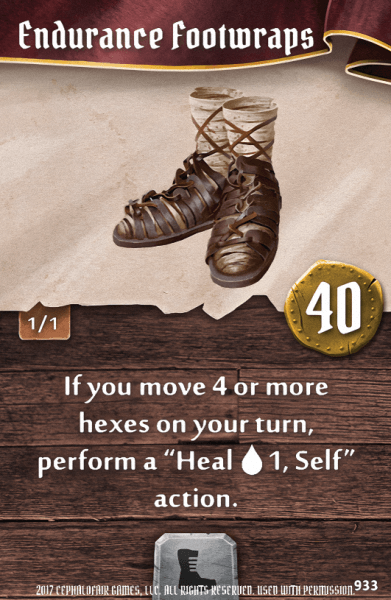 Endurance Footwraps
40
1/1
If you move 4 or more
hexes on your turn,
perform a “Heal 1, Self”
action.
2017 CEPHALOFAIR GAMES, LLC. ALL RIGHTS RESERVED. USED WITH PERMISSION.
933